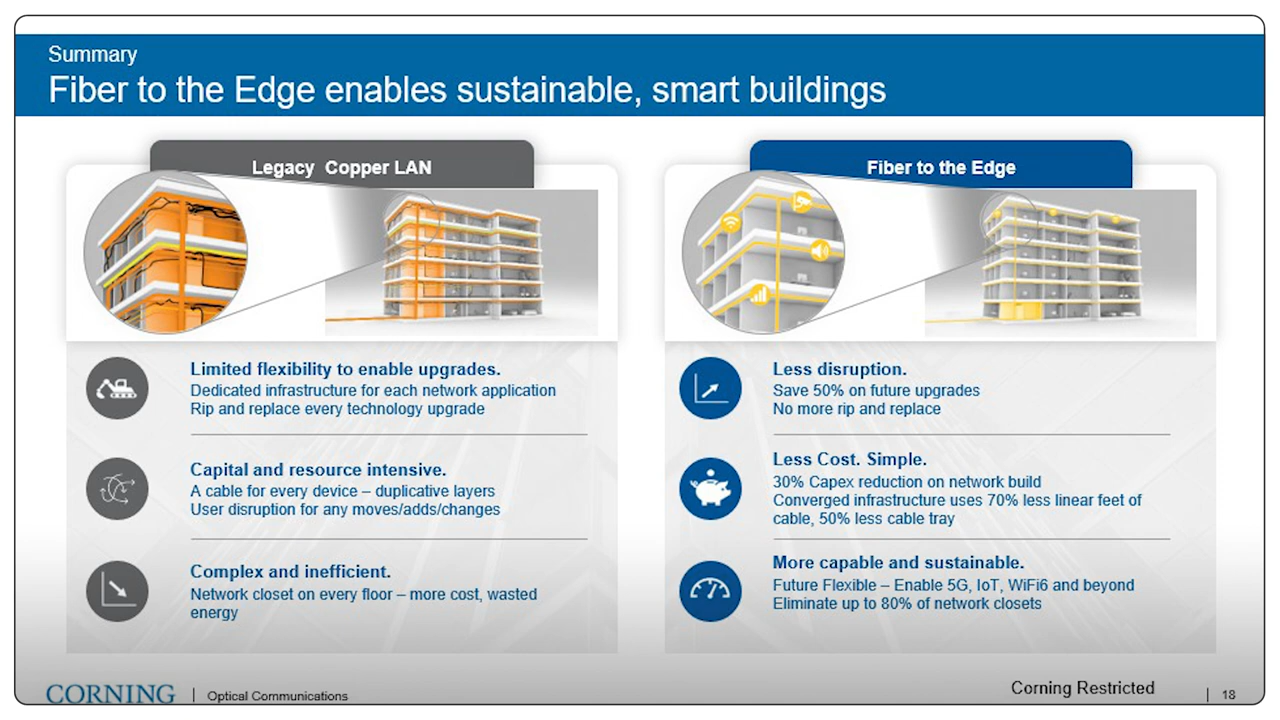 Summary
Fiber to the Edge enables sustainable, smart buildings
Legacy Copper LAN
Limited flexibility to enable upgrades.
Dedicated infrastructure for each network application
Rip and replace every technology upgrade
Capital and resource intensive.
A cable for every device – duplicative layers
User disruption for any moves/adds/changes
Complex and inefficient.
Network closet on every floor – more cost, wasted
energy
Fiber to the Edge
Less disruption.
Save 50% on future upgrades
No more rip and replace
Less Cost. Simple.
30% Capex reduction on network build
Converged infrastructure uses 70% less linear feet of
cable, 50% less cable tray
More capable and sustainable.
Future Flexible – Enable 5G, IoT, WiFi6 and beyond
Eliminate up to 80% of network closets
CORNING | Optical Communications
Corning Restricted | 18